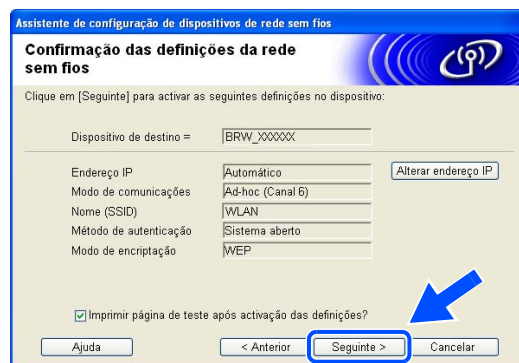 Assistente de configuração de dispositivos de rede sem fios
Confirmação das definições da rede
sem fios
Clique em [Seguinte] para activar as seguintes definições no dispositivo:
Dispositivo de destino = BRW_XXXXXX
Endereço IP Automático Alterar endereço IP
Modo de comunicações Ad-hoc (Canal 6)
Nome (SSID) WLAN
Método de autenticação Sistema aberto
Modo de encriptação WEP
Imprimir página de teste após activação das definições?
Ajuda < Anterior Seguinte > Cancelar